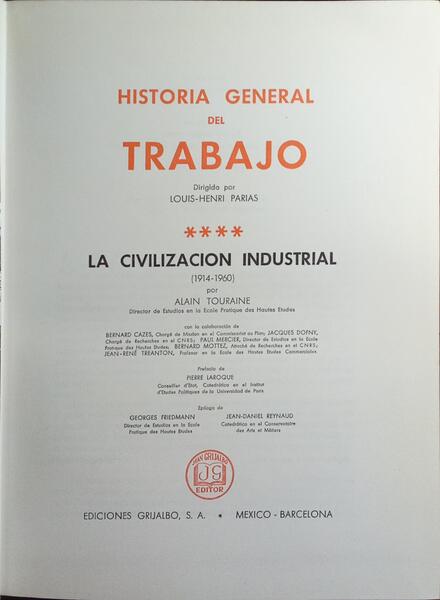 HISTORIA GENERAL
DEL
TRABAJO
Dirigida por
LOUIS-HENRI PARIAS
****
LA CIVILIZACION INDUSTRIAL
(1914-1960)
por
ALAIN TOURAINE
Director de Estudios en la Ecole Pratique des Hautes Etudes
con la colaboración de
BERNARD CAZES, Chargé de Mission en el Commissariat au Plan; JACQUES DOFNY,
Chargé de Recherches en el CNRS; PAUL MERCIER, Director de Estudios en la Ecole
Pratique des Hautes Etudes; BERNARD MOTTEZ, Attaché de Recherches en el CNRS;
JEAN-RENÉ TREANTON, Profesor en la Ecole des Hautes Etudes Commerciales
Prefacio de
PIERRE LAROQUE
Conseiller d'Etat, Catedrático en el Institut
d'Etudes Politiques de la Universidad de París
Epílogo de
GEORGES FRIEDMANN
Director de Estudios en la Ecole
Pratique des Hautes Etudes
JEAN-DANIEL REYNAUD
Catedrático en el Conservatoire
des Arts et Métiers
JUAN GRIJALBO
JG
EDITOR
EDICIONES GRIJALBO, S. A. * MEXICO - BARCELONA